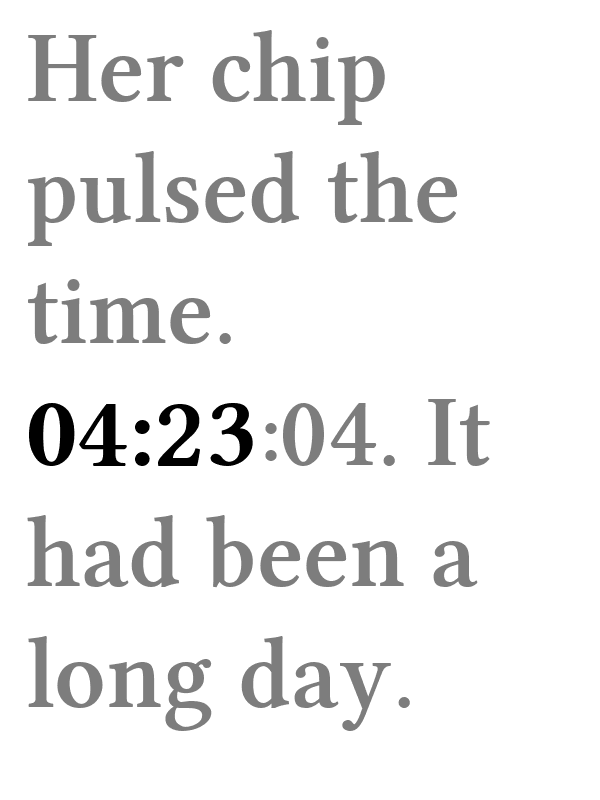 Her chip
pulsed the
time.
04:23:04. It
had been a
long day.